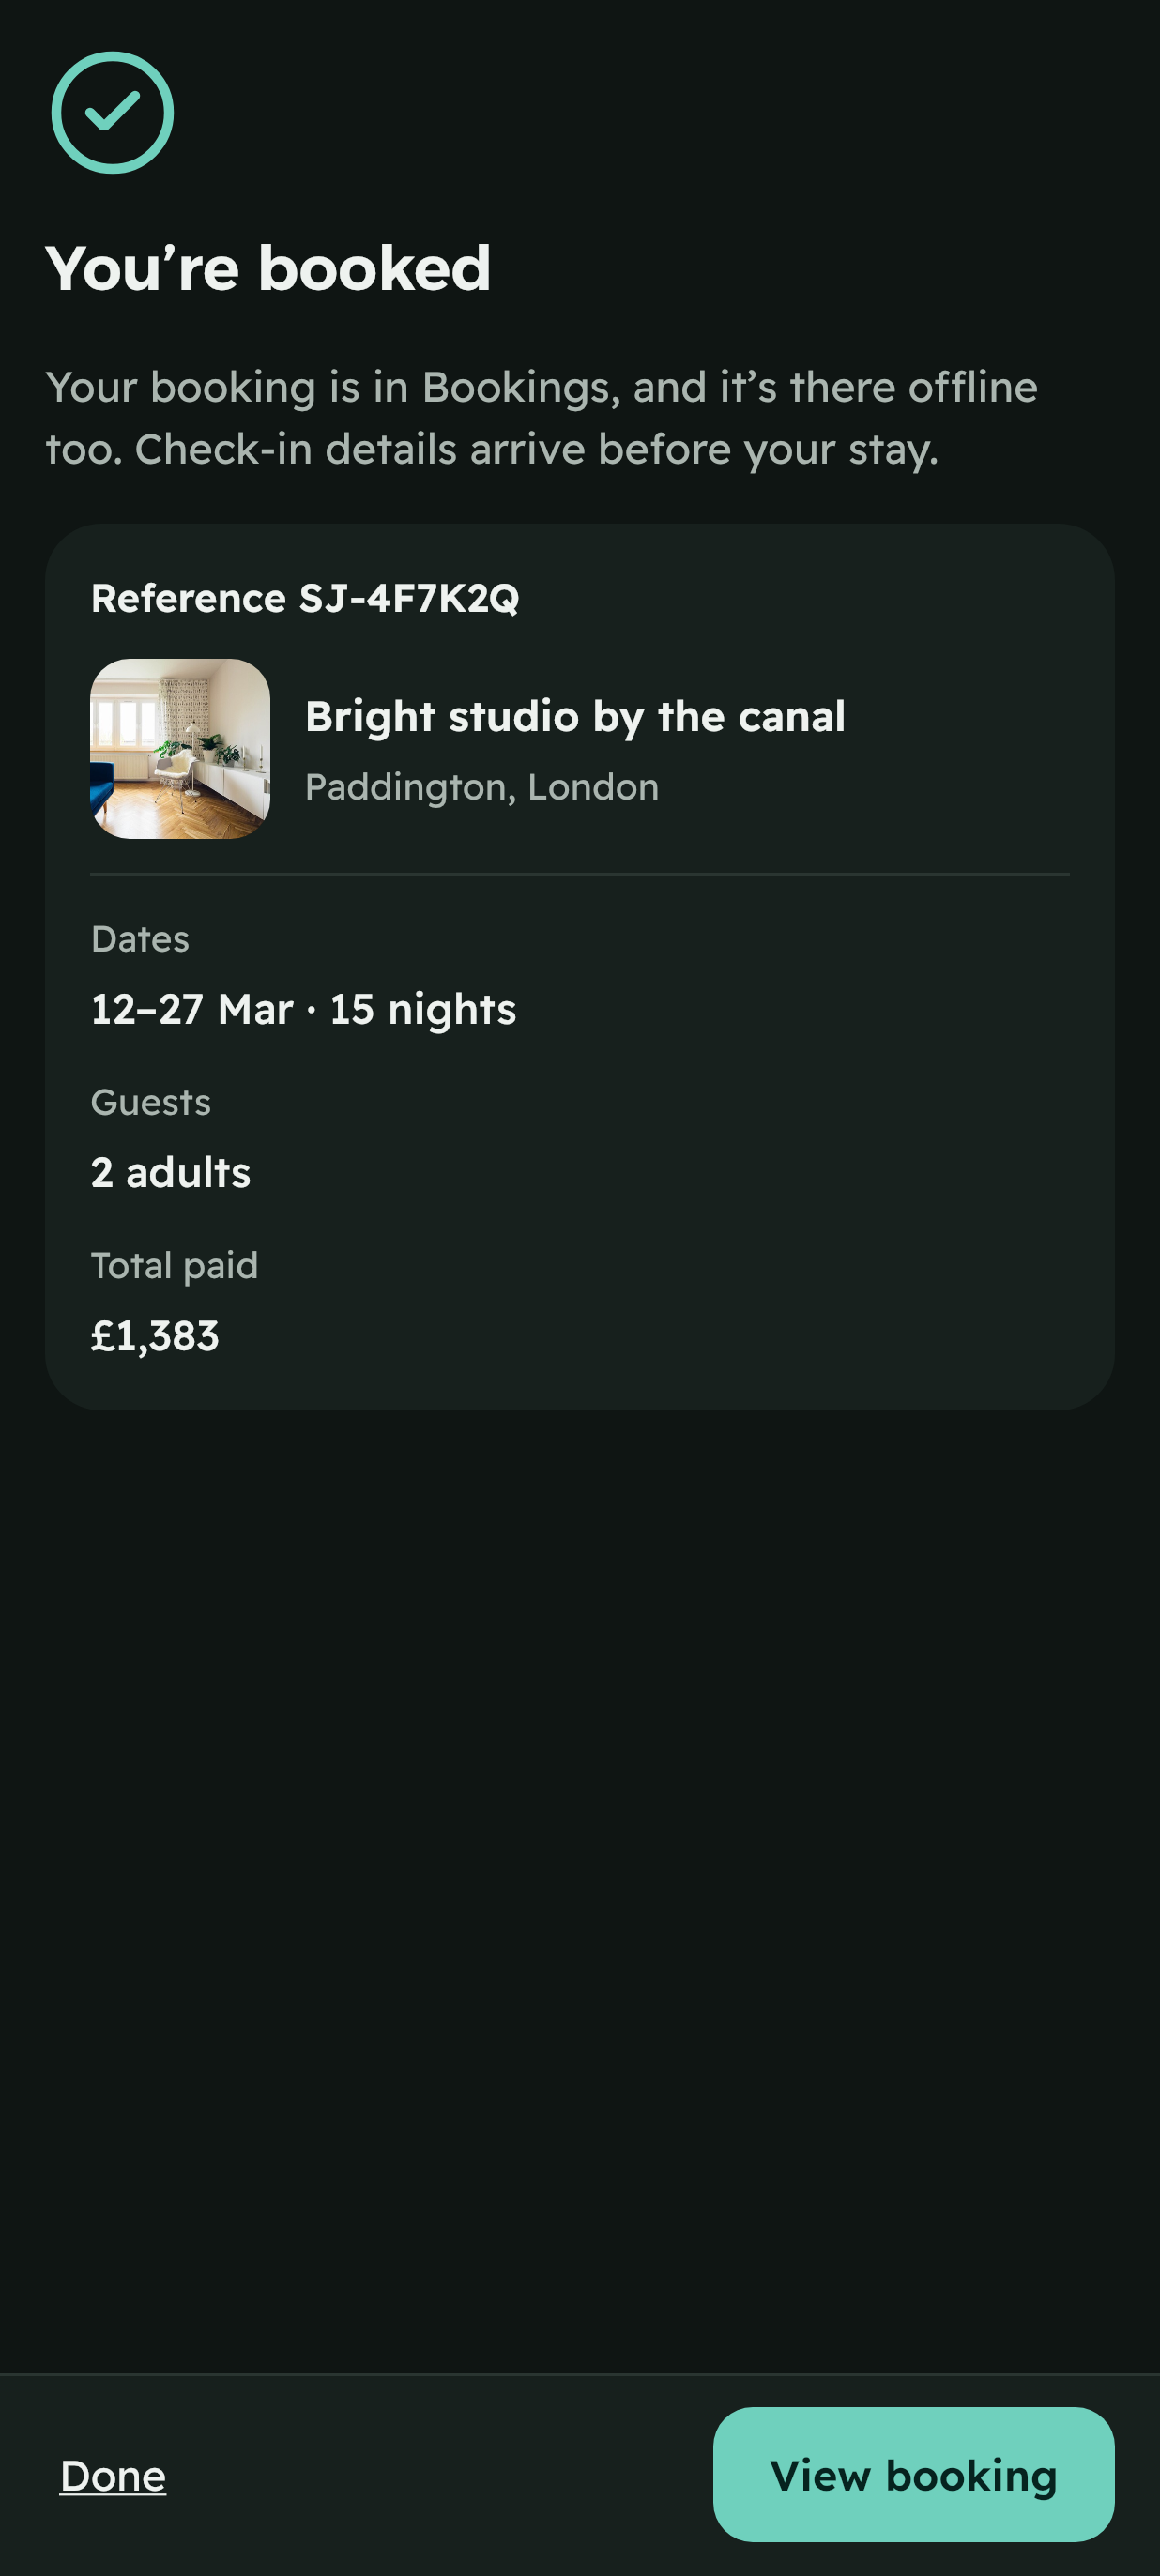 You’re booked
Your booking is in Bookings, and it’s there offline
too. Check-in details arrive before your stay.
Reference SJ-4F7K2Q
Bright studio by the canal
Paddington, London
Dates
12–27 Mar · 15 nights
Guests
2 adults
Total paid
£1,383
Done
View booking